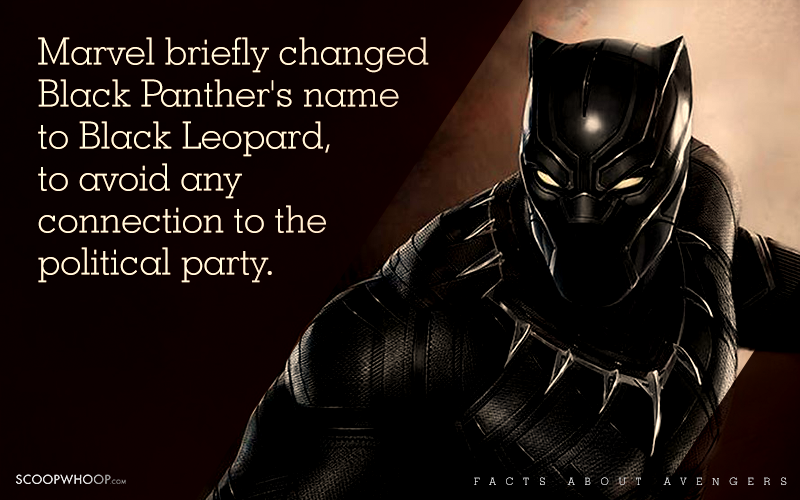 Marvel briefly changed
Black Panther's name
to Black Leopard,
to avoid any
connection to the
political party.
SCOOPWHOOP.COM
FACTS ABOUT AVENGERS